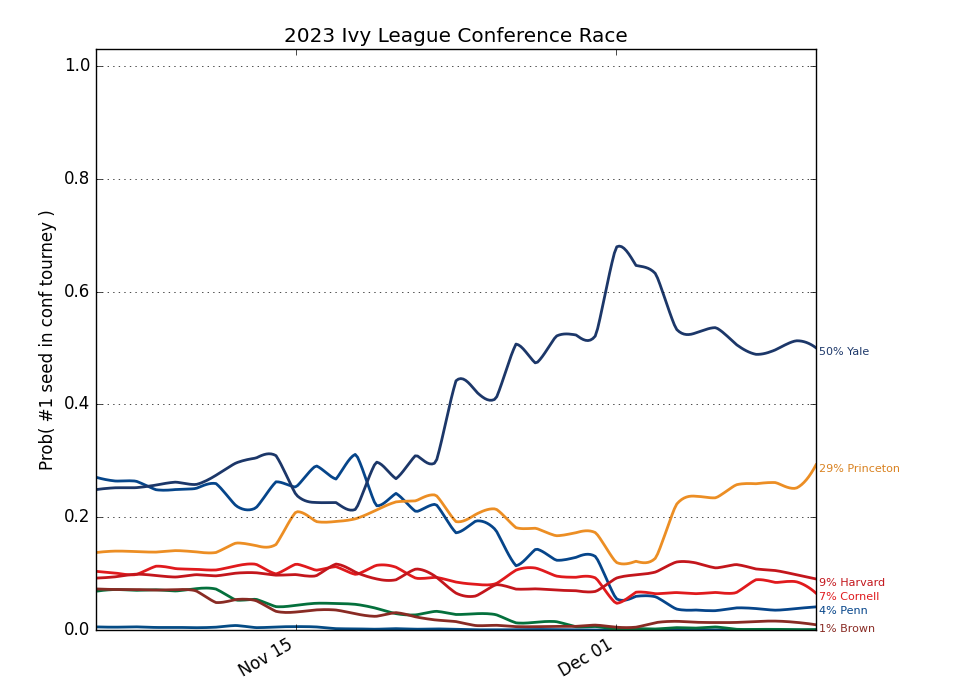 2023 Ivy League Conference Race
Prob( #1 seed in conf tourney )
1.0
0.8
0.6
0.4
0.2
0.0
Nov 15
Dec 01
50% Yale
29% Princeton
9% Harvard
7% Cornell
4% Penn
1% Brown